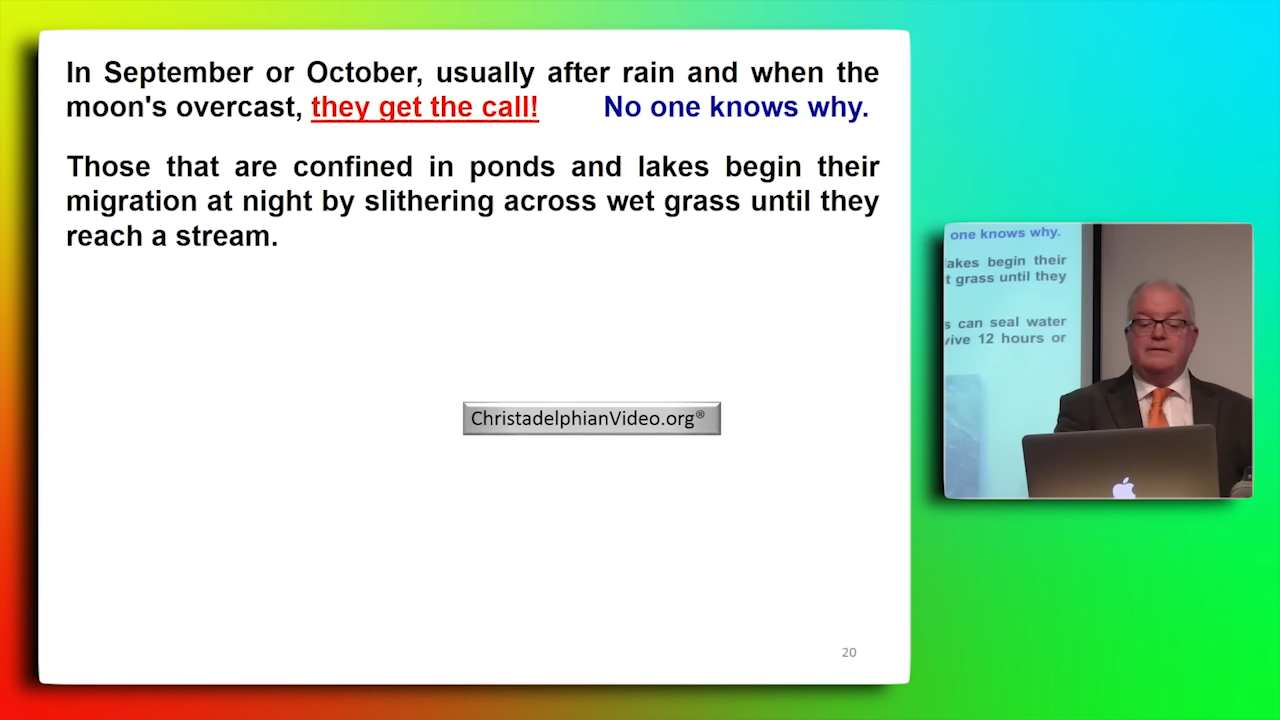 In September or October, usually after rain and when the
moon's overcast, they get the call! No one knows why.
Those that are confined in ponds and lakes begin their
migration at night by slithering across wet grass until they
reach a stream.
ChristadelphianVideo.org®
20
one knows why.
lakes begin their
t grass until they
s can seal water
vive 12 hours or